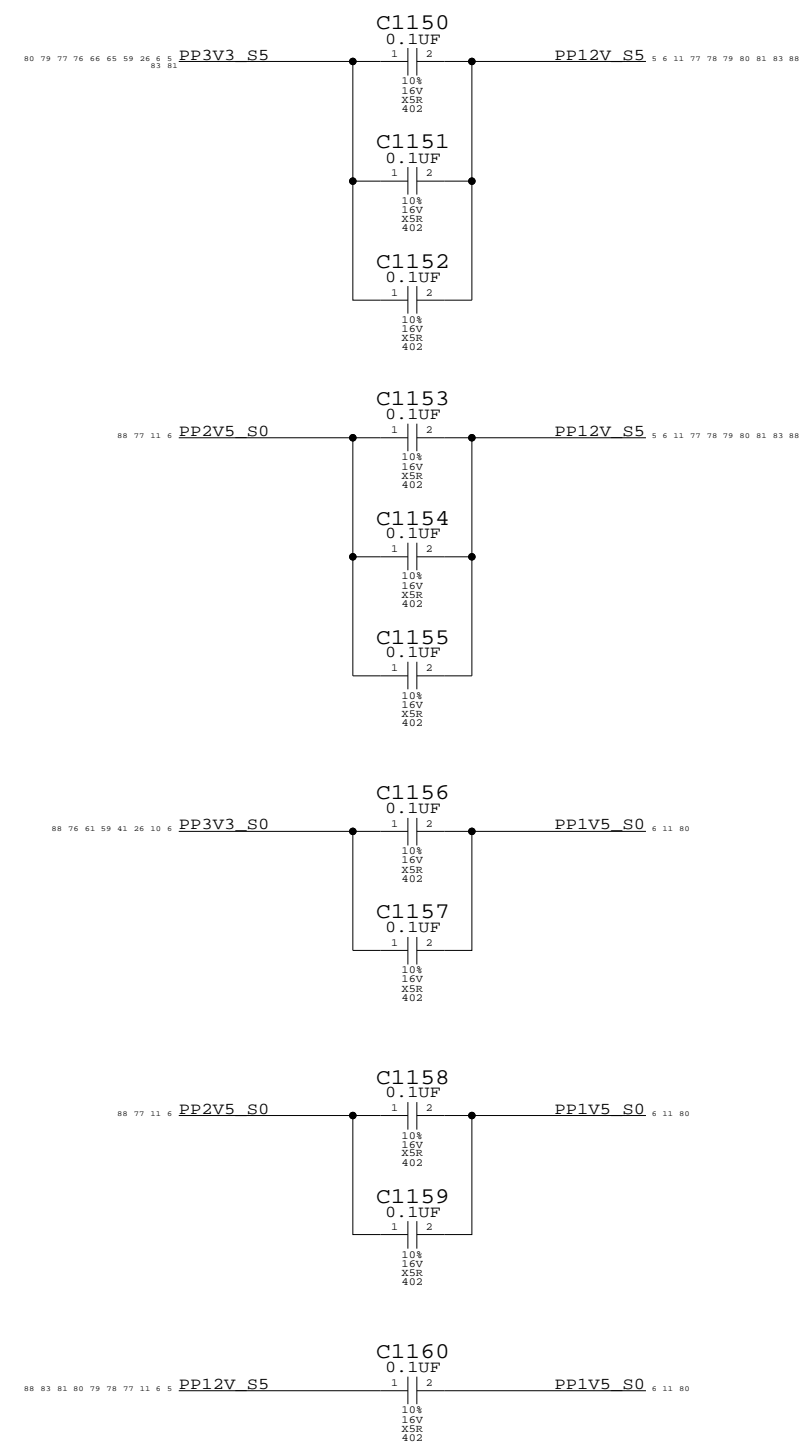 C1150
0.1UF
80 79 77 76 66 65 59 26 6 5 PP3V3_S5 1 2 PP12V_S5 5 6 11 77 78 79 80 81 83 88
83 81
10%
16V
X5R
402
C1151
0.1UF
1 2
10%
16V
X5R
402
C1152
0.1UF
1 2
10%
16V
X5R
402
C1153
0.1UF
88 77 11 6 PP2V5_S0 1 2 PP12V_S5 5 6 11 77 78 79 80 81 83 88
10%
16V
X5R
402
C1154
0.1UF
1 2
10%
16V
X5R
402
C1155
0.1UF
1 2
10%
16V
X5R
402
C1156
0.1UF
88 76 61 59 41 26 10 6 PP3V3_S0 1 2 PP1V5_S0 6 11 80
10%
16V
X5R
402
C1157
0.1UF
1 2
10%
16V
X5R
402
C1158
0.1UF
88 77 11 6 PP2V5_S0 1 2 PP1V5_S0 6 11 80
10%
16V
X5R
402
C1159
0.1UF
1 2
10%
16V
X5R
402
C1160
0.1UF
88 83 81 80 79 78 77 11 6 5 PP12V_S5 1 2 PP1V5_S0 6 11 80
10%
16V
X5R
402